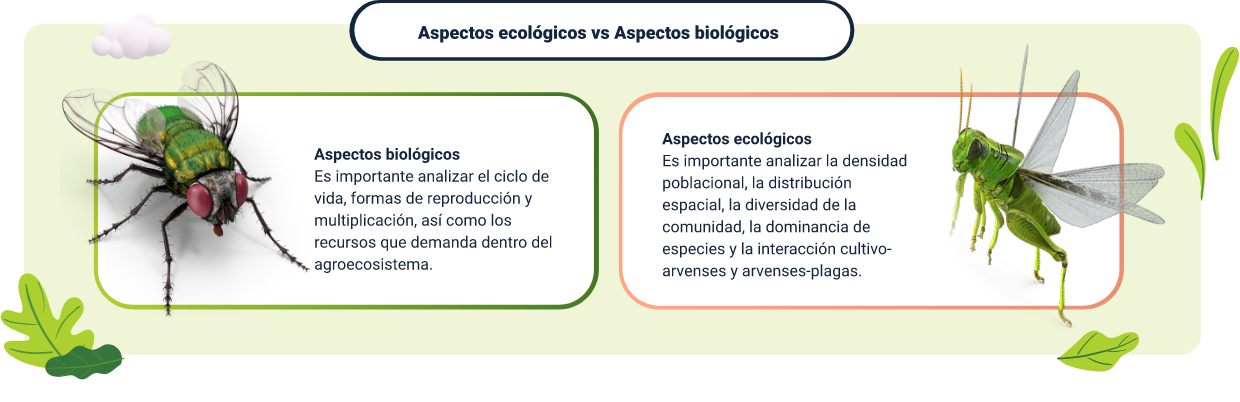 Aspectos ecológicos vs Aspectos biológicos
Aspectos biológicos
Es importante analizar el ciclo de
vida, formas de reproducción y
multiplicación, así como los
recursos que demanda dentro del
agroecosistema.
Aspectos ecológicos
Es importante analizar la densidad
poblacional, la distribución
espacial, la diversidad de la
comunidad, la dominancia de
especies y la interacción cultivo-
arvenses y arvenses-plagas.